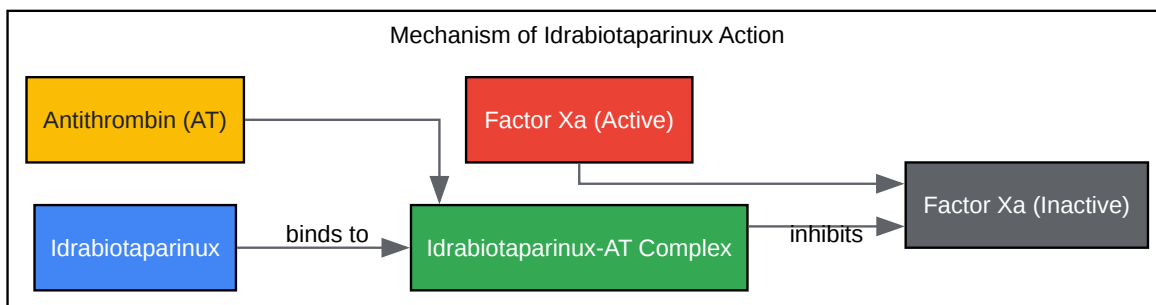 Mechanism of Idrabiotaparinux Action
Antithrombin (AT)
Factor Xa (Active)
Idrabiotaparinux
binds to
Idrabiotaparinux-AT Complex
inhibits
Factor Xa (Inactive)